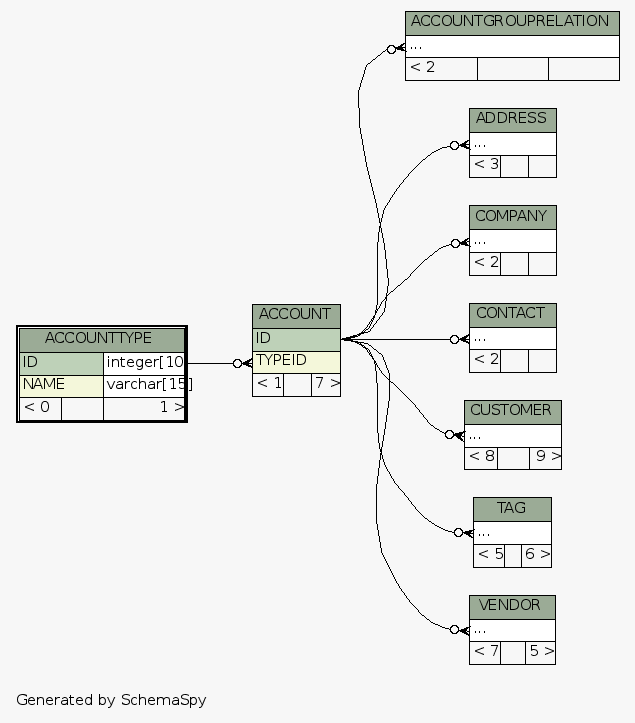 ACCOUNTGROUPRELATION
...
< 2
ADDRESS
...
< 3
COMPANY
...
< 2
ACCOUNTTYPE
ID integer[10
NAME varchar[15]
< 0 1 >
ACCOUNT
ID
TYPEID
< 1 7 >
CONTACT
...
< 2
CUSTOMER
...
< 8 9 >
TAG
...
< 5 6 >
VENDOR
...
< 7 5 >
Generated by SchemaSpy